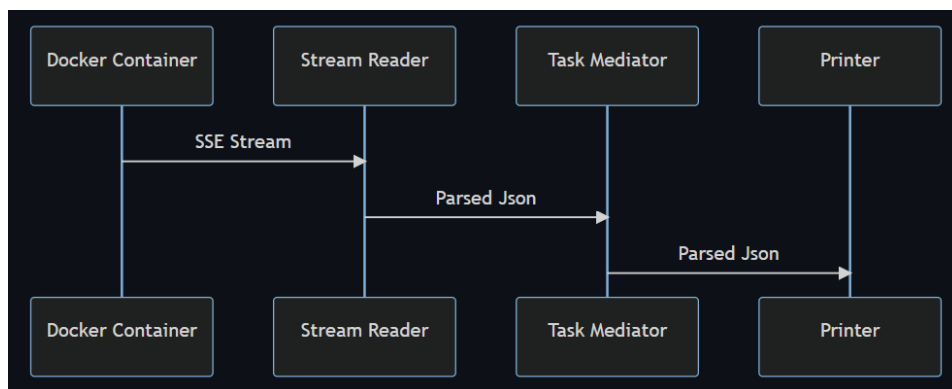 Docker Container
Stream Reader
Task Mediator
Printer
SSE Stream
Parsed Json
Parsed Json
Docker Container
Stream Reader
Task Mediator
Printer